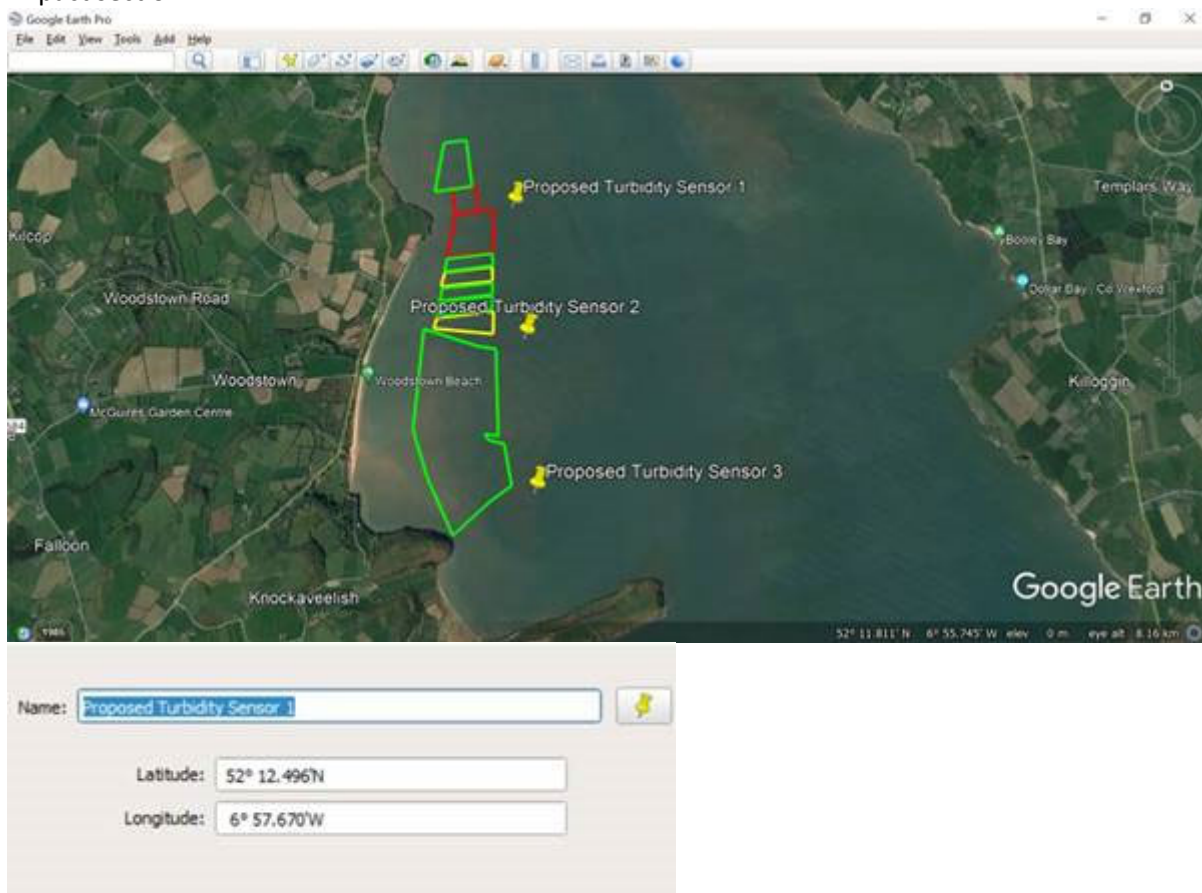 Google Earth Pro
File Edit View Tools Add Help
Proposed Turbidity Sensor 1
Templars Way
Kilcop
Booley Bay
Dollar Bay, Co Wexford
Woodstown Road
Proposed Turbidity Sensor 2
Woodstown
Woodstown Beach
Killoggin
McGuires Garden Centre
Proposed Turbidity Sensor 3
Falloon
Knockaveelish
Google Earth
1985
52° 11.811' N 6° 55.745' W elev 0 m eye alt 8.16 km
Name: Proposed Turbidity Sensor 1
Latitude: 52° 12.496'N
Longitude: 6° 57.670'W